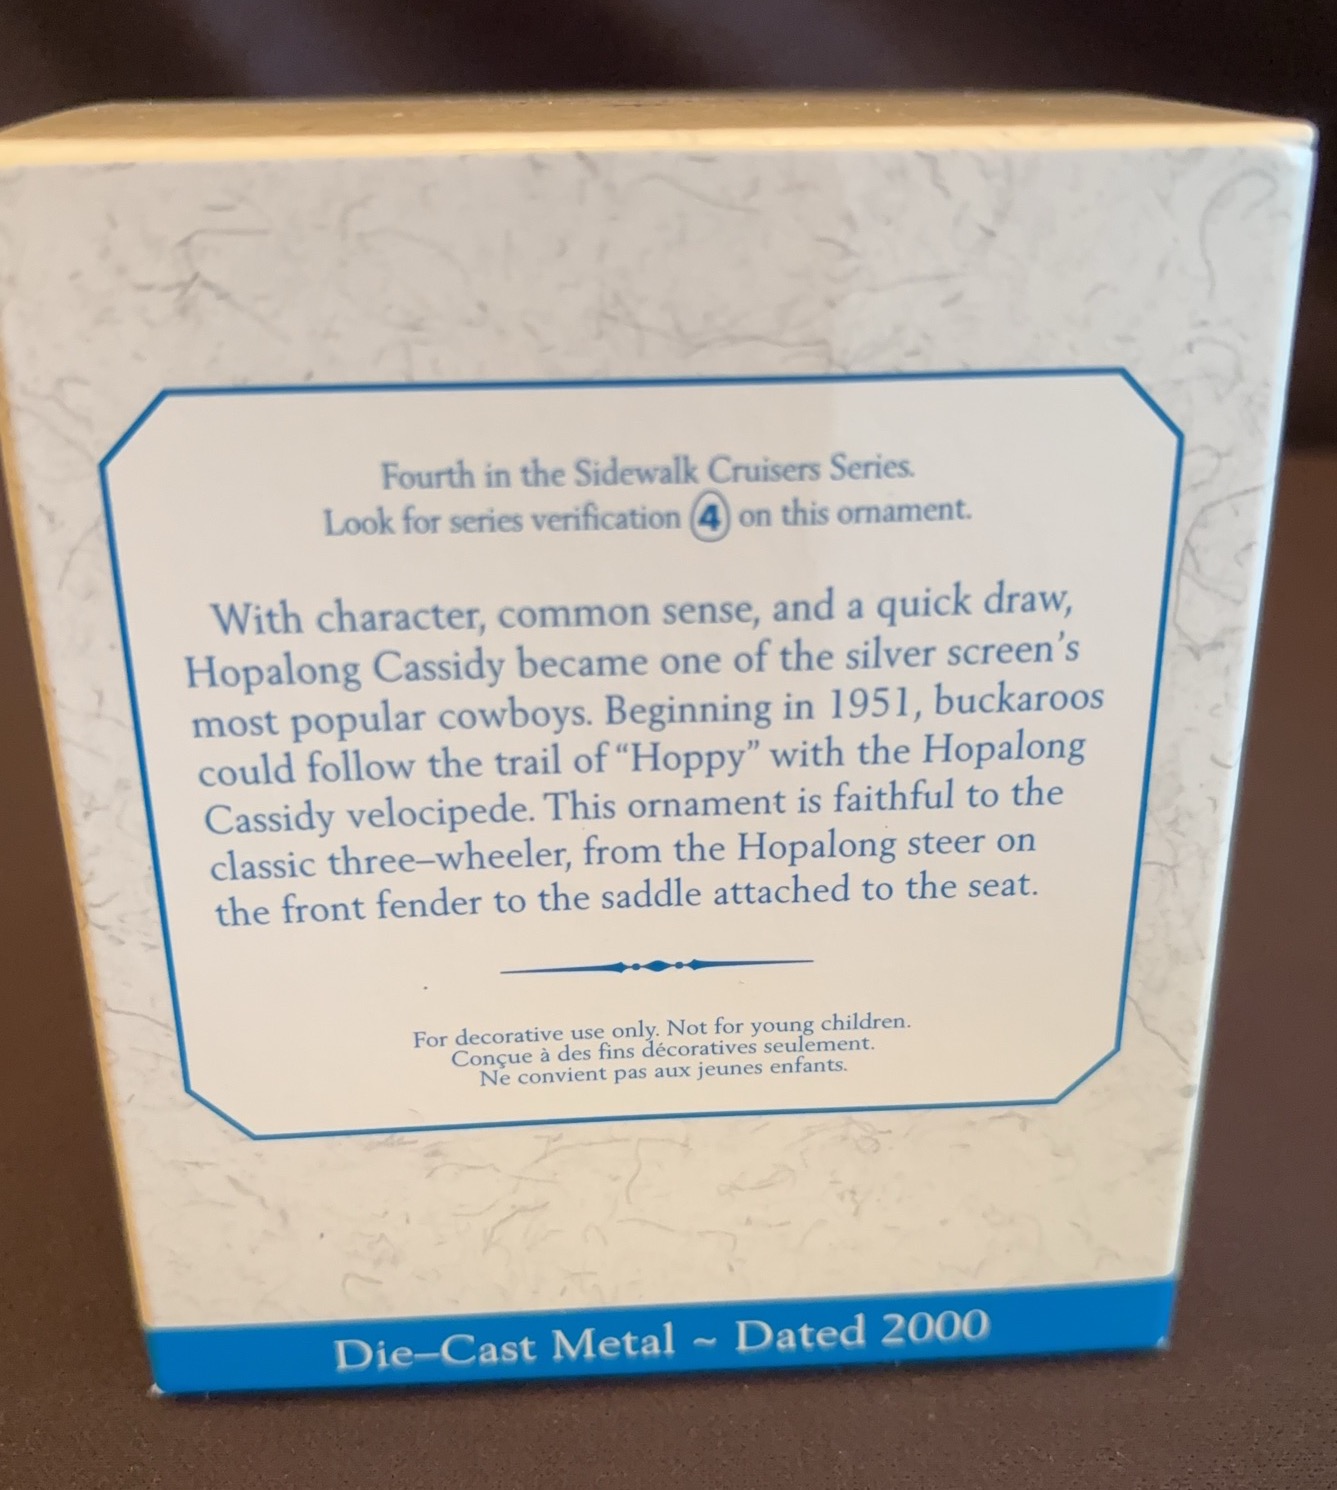 Fourth in the Sidewalk Cruisers Series.
Look for series verification 4 on this ornament.
With character, common sense, and a quick draw,
Hopalong Cassidy became one of the silver screen's
most popular cowboys. Beginning in 1951, buckaroos
could follow the trail of “Hoppy” with the Hopalong
Cassidy velocipede. This ornament is faithful to the
classic three–wheeler, from the Hopalong steer on
the front fender to the saddle attached to the seat.
For decorative use only. Not for young children.
Conçue à des fins décoratives seulement.
Ne convient pas aux jeunes enfants.
Die–Cast Metal ~ Dated 2000